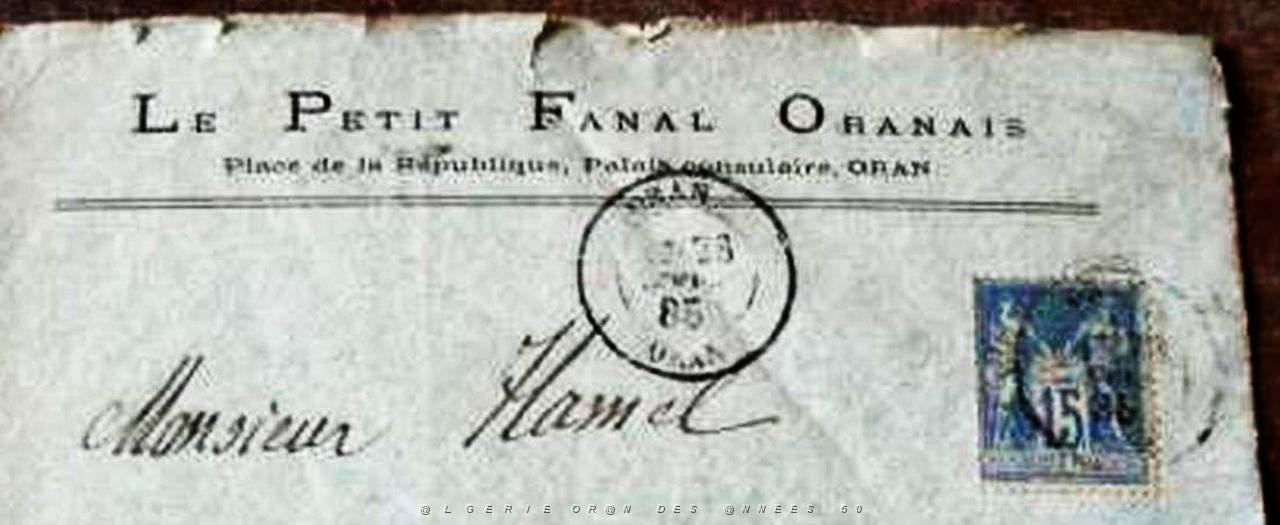 LE PETIT FANAL ORANAIS
Place de la République, Palais consulaire, ORAN
ORAN
85
ORAN
Monsieur Hamel
15
@LGERIE OR@N DES @NNEES 50